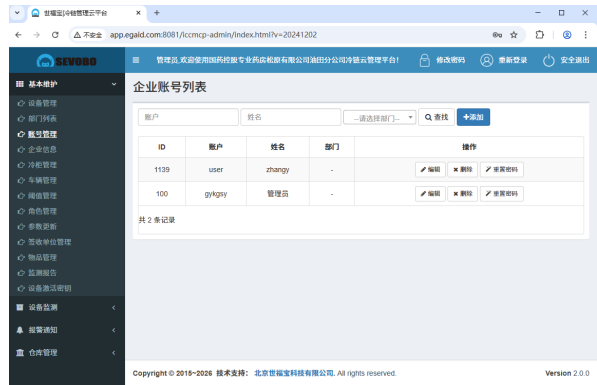 世福宝|冷链管理云平台
不安全 app.egaid.com:8081/lccmcp-admin/index.html?v=20241202
SEVOBO
管理员,欢迎使用国药控股专业药房松原有限公司油田分公司冷链云管理平台!
修改密码 重新登录 安全退出
基本维护
设备管理
部门列表
账号管理
企业信息
冷柜管理
车辆管理
阈值管理
角色管理
参数更新
签收单位管理
物品管理
监测报告
设备激活密钥
设备监测
报警通知
仓库管理
企业账号列表
账户 姓名 --请选择部门-- 查找 添加
ID 账户 姓名 部门 操作
1139 user zhangy - 编辑 删除 重置密码
100 gykgsy 管理员 - 编辑 删除 重置密码
共 2 条记录
Copyright © 2015~2026 技术支持： 北京世福宝科技有限公司. All rights reserved.
Version 2.0.0